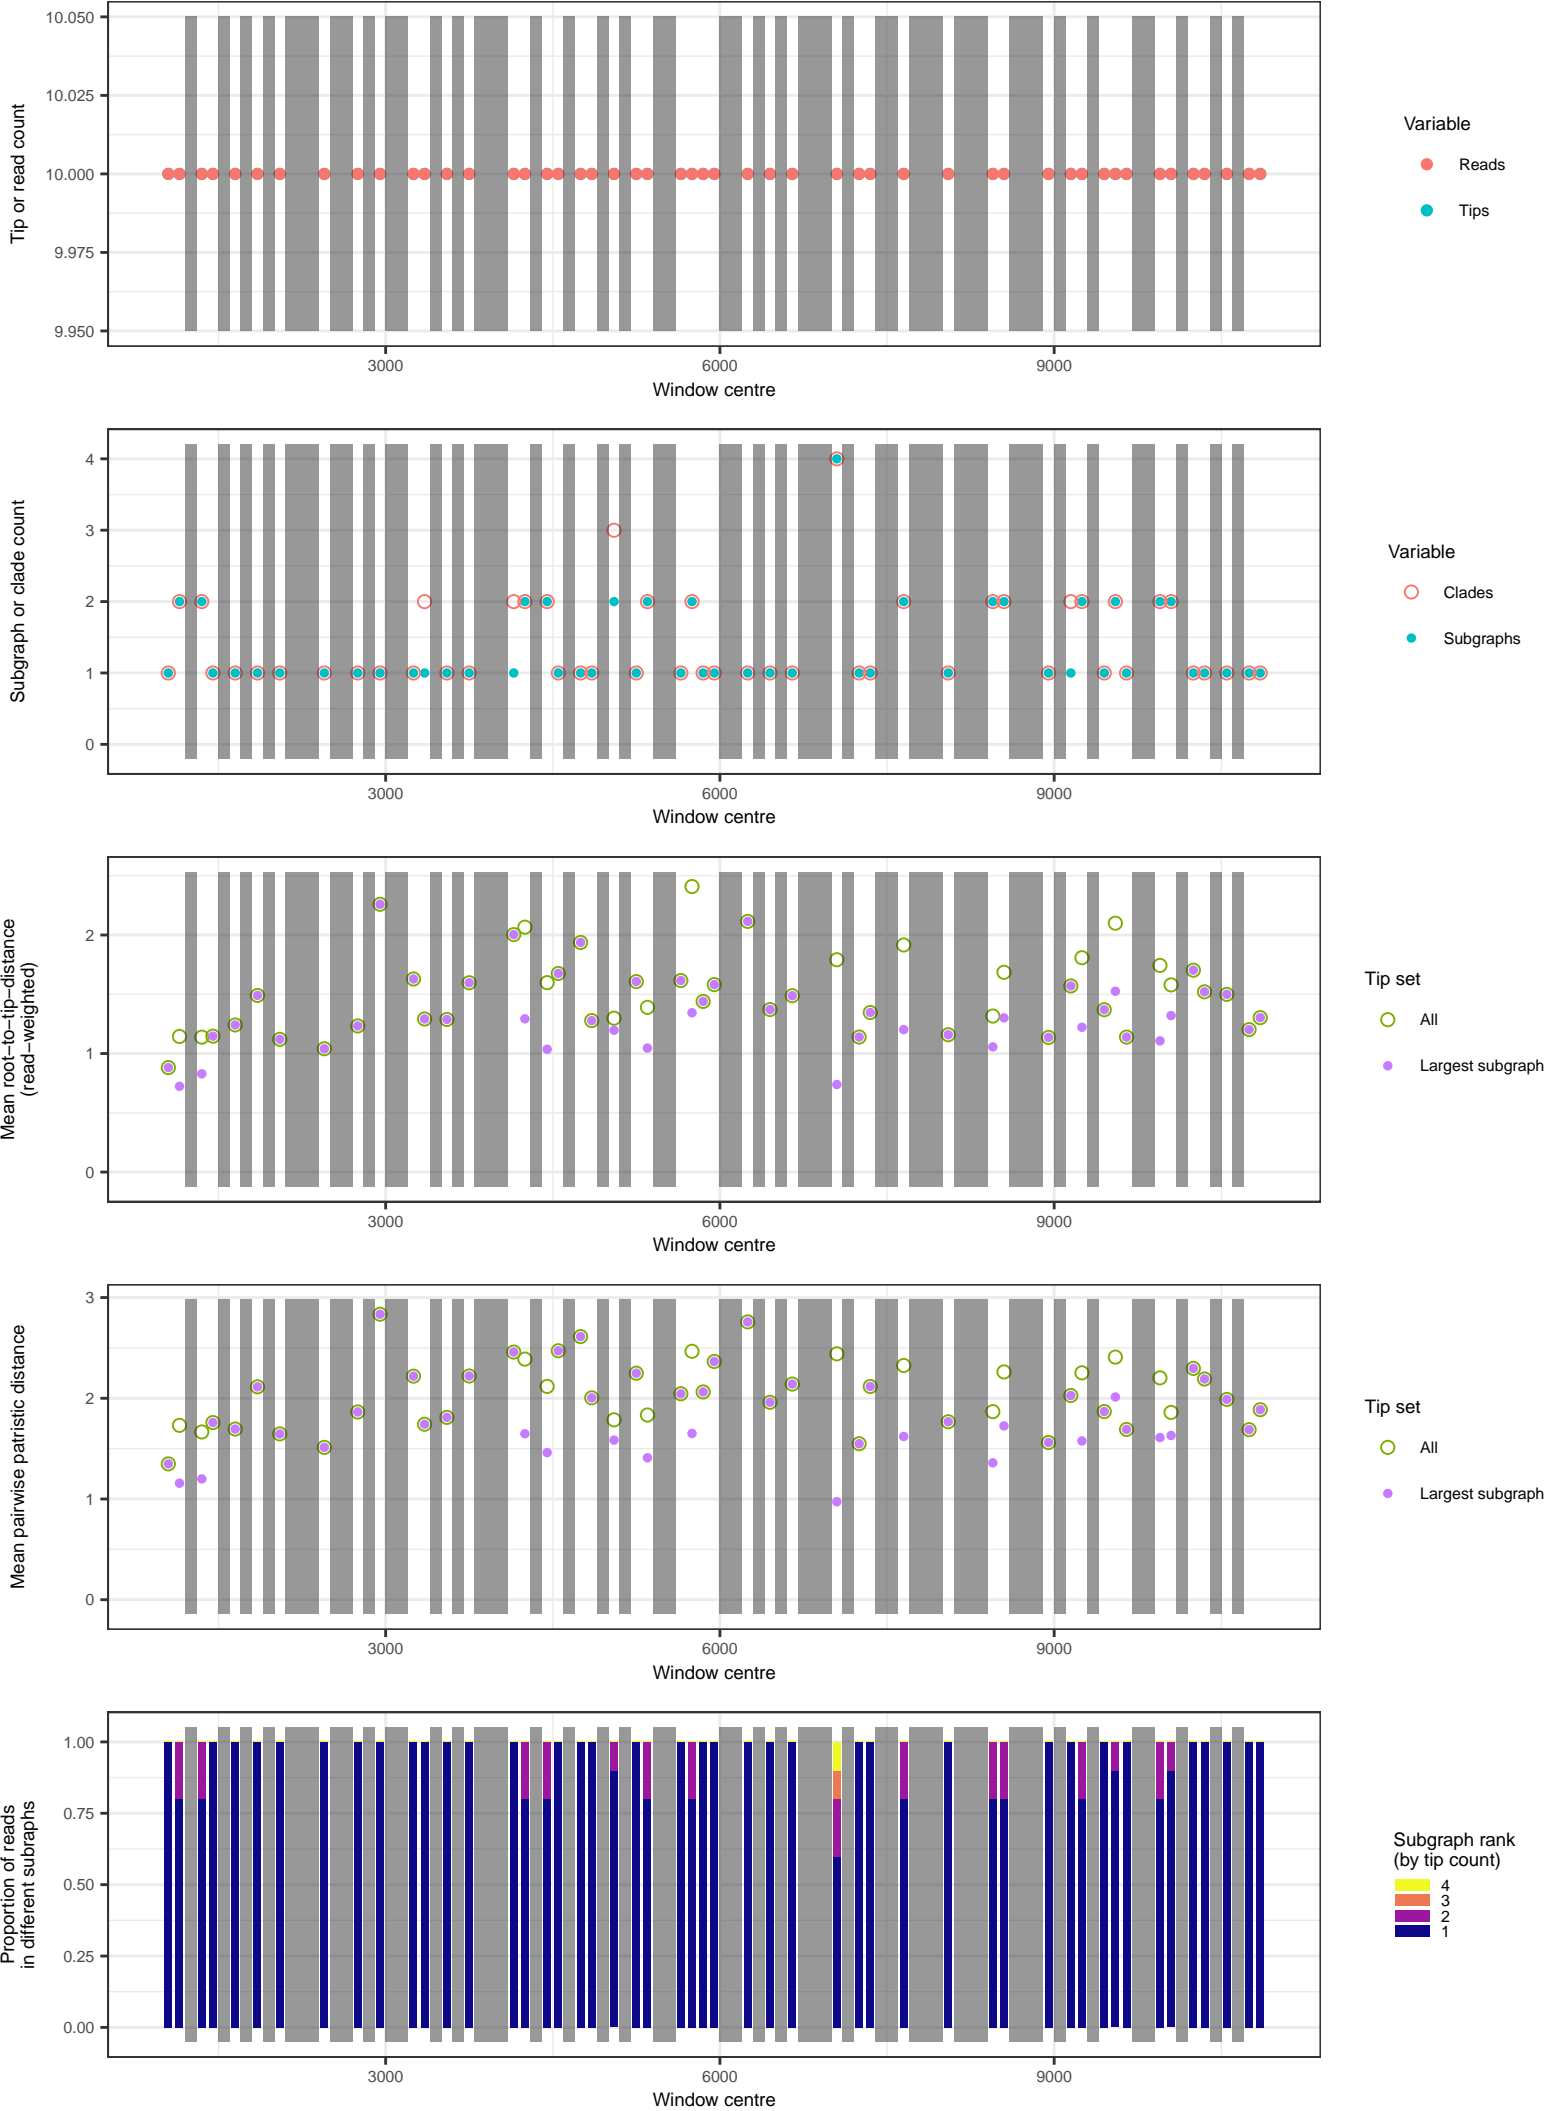 10.050
10.025
10.000
9.975
9.950
Tip or read count
3000
6000
9000
Window centre
Variable
Reads
Tips
4
3
2
1
0
Subgraph or clade count
3000
6000
9000
Window centre
Variable
Clades
Subgraphs
2
1
0
Mean root−to−tip−distance
(read−weighted)
3000
6000
9000
Window centre
Tip set
All
Largest subgraph
3
2
1
0
Mean pairwise patristic distance
3000
6000
9000
Window centre
Tip set
All
Largest subgraph
1.00
0.75
0.50
0.25
0.00
Proportion of reads
in different subraphs
3000
6000
9000
Window centre
Subgraph rank
(by tip count)
4
3
2
1